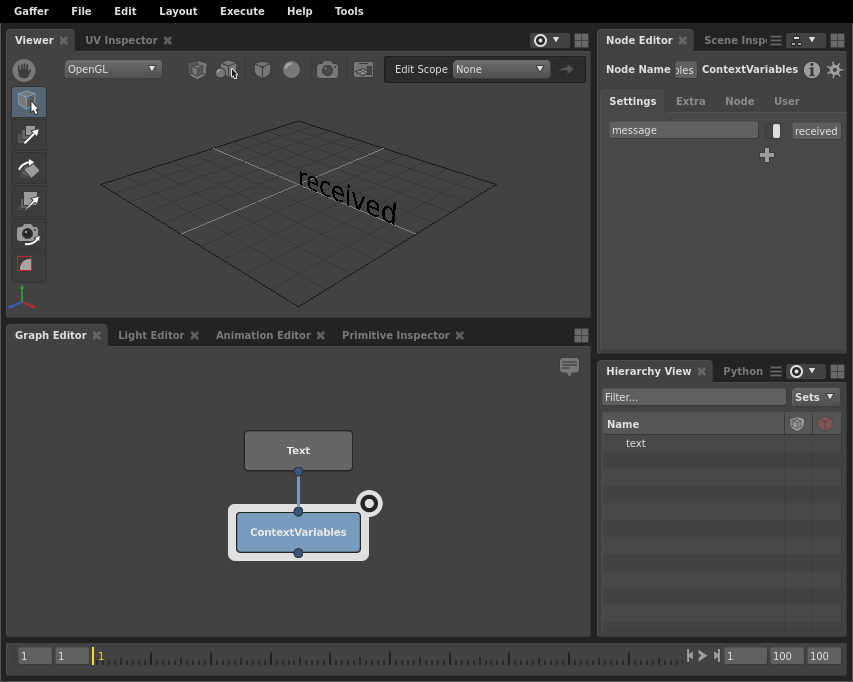 Gaffer File Edit Layout Execute Help Tools
Viewer UV Inspector
OpenGL Edit Scope None
received
Node Editor Scene Insp
Node Name bles ContextVariables
Settings Extra Node User
message received
Graph Editor Light Editor Animation Editor Primitive Inspector
Text
ContextVariables
Hierarchy View Python
Filter... Sets
Name
text
1 1 1 1 100 100